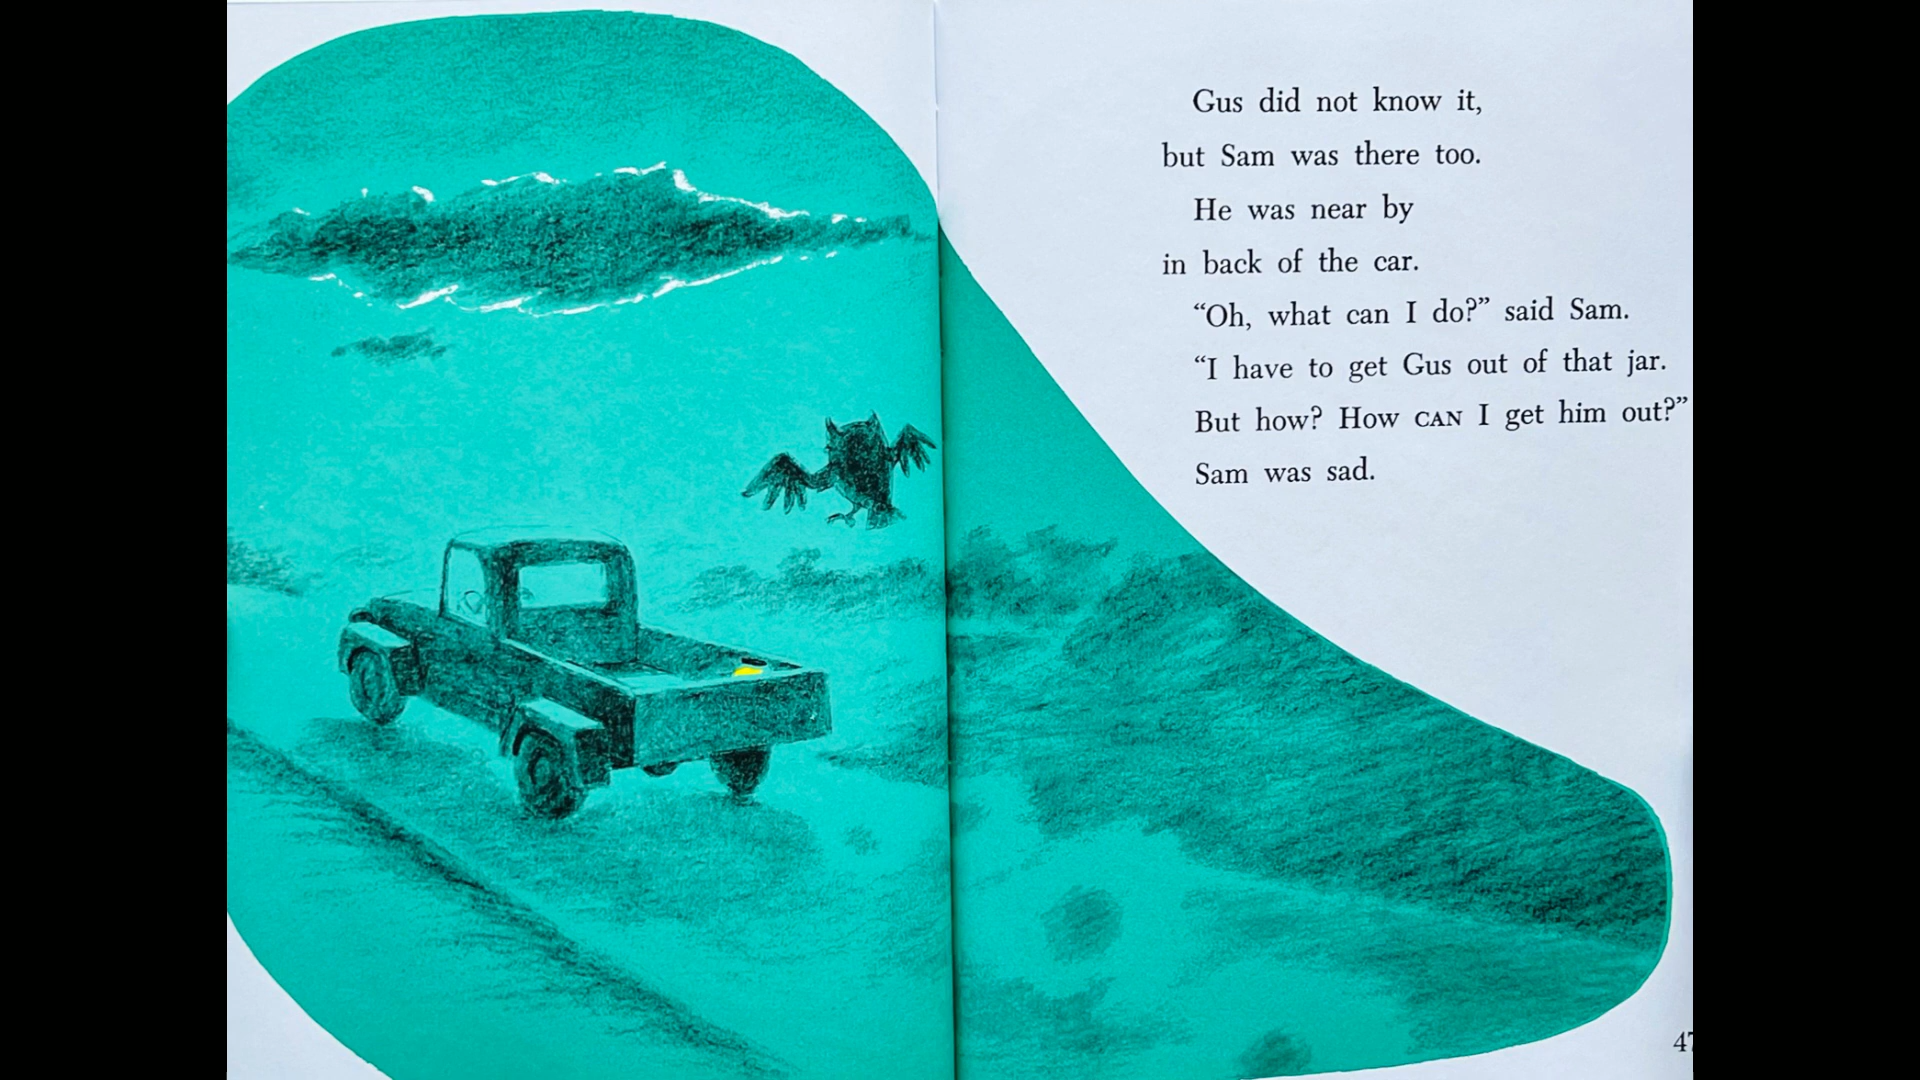 Gus did not know it,
but Sam was there too.
He was near by
in back of the car.
“Oh, what can I do?” said Sam.
“I have to get Gus out of that jar.
But how? How CAN I get him out?”
Sam was sad.
47